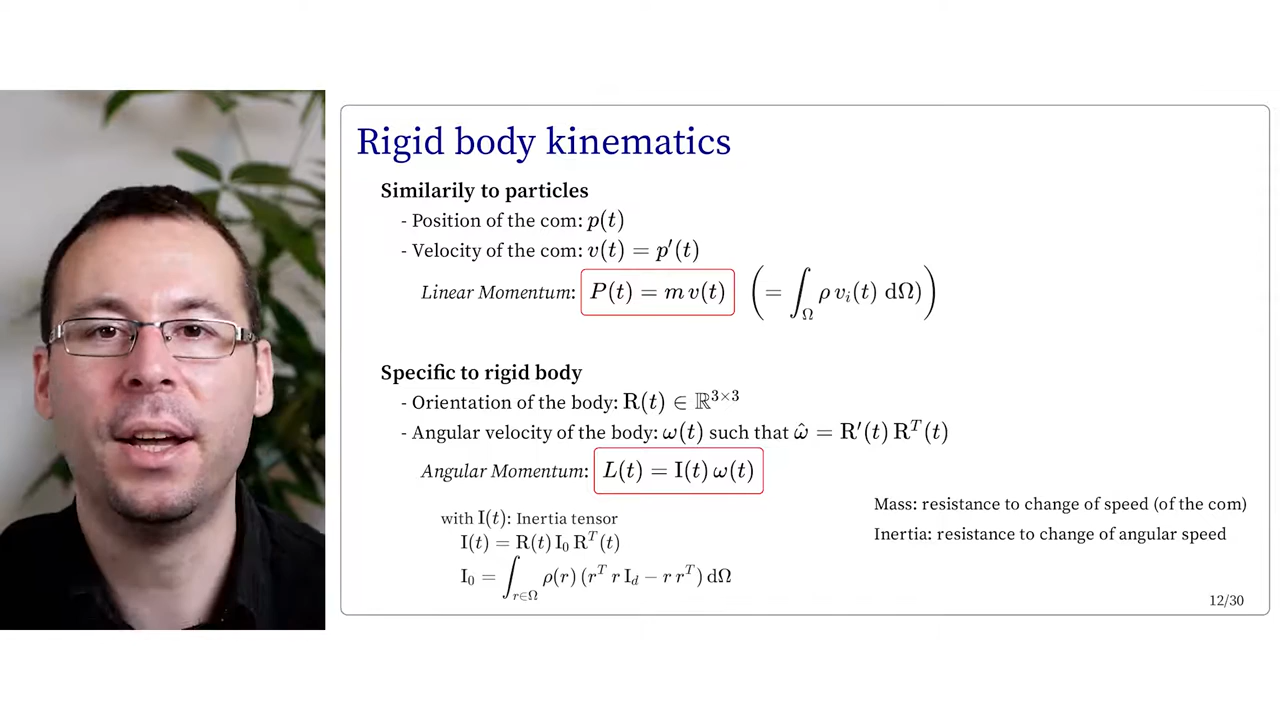 Rigid body kinematics
Similarily to particles
- Position of the com: p(t)
- Velocity of the com: v(t) = p′(t)
Linear Momentum: P(t) = m v(t) (= ∫_Ω ρ v_i(t) dΩ))
Specific to rigid body
- Orientation of the body: R(t) ∈ ℝ^{3×3}
- Angular velocity of the body: ω(t) such that ω̂ = R′(t) R^T(t)
Angular Momentum: L(t) = I(t) ω(t)
with I(t): Inertia tensor
I(t) = R(t) I_0 R^T(t)
I_0 = ∫_{r∈Ω} ρ(r) (r^T r I_d − r r^T) dΩ
Mass: resistance to change of speed (of the com)
Inertia: resistance to change of angular speed
12/30